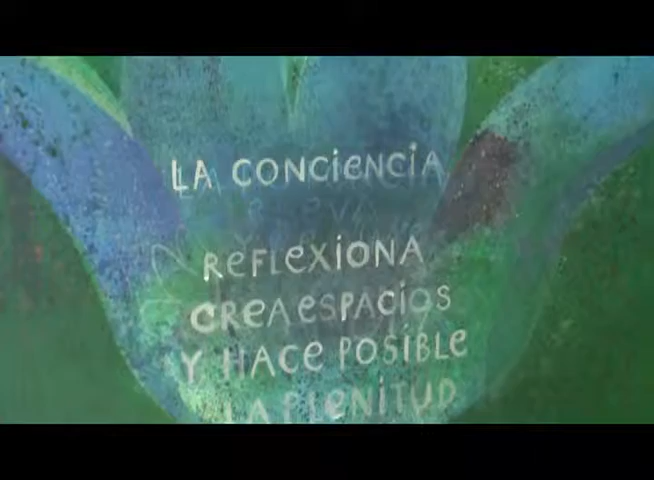 LA CONCIENCIA
REFLEXIONA
CREA ESPACIOS
Y HACE POSIBLE
LA PLENITUD